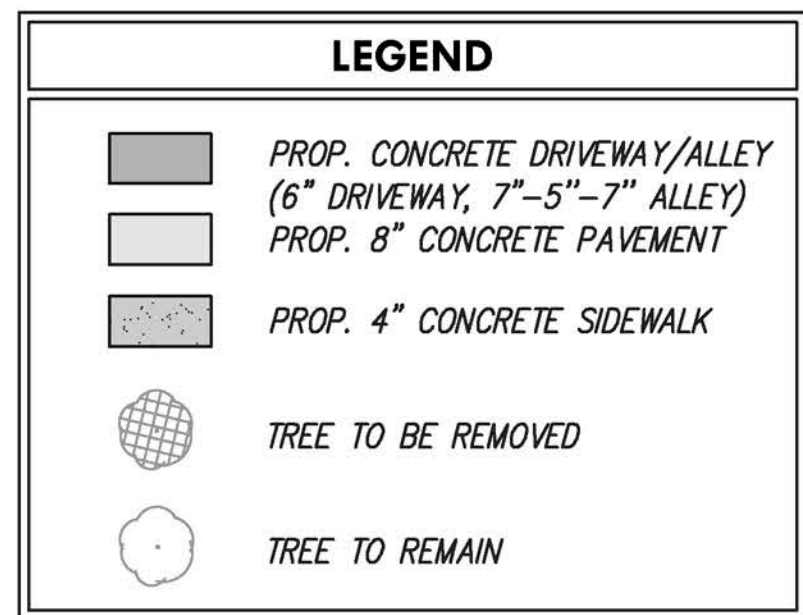 LEGEND
PROP. CONCRETE DRIVEWAY/ALLEY
(6" DRIVEWAY, 7"-5"-7" ALLEY)
PROP. 8" CONCRETE PAVEMENT
PROP. 4" CONCRETE SIDEWALK
TREE TO BE REMOVED
TREE TO REMAIN